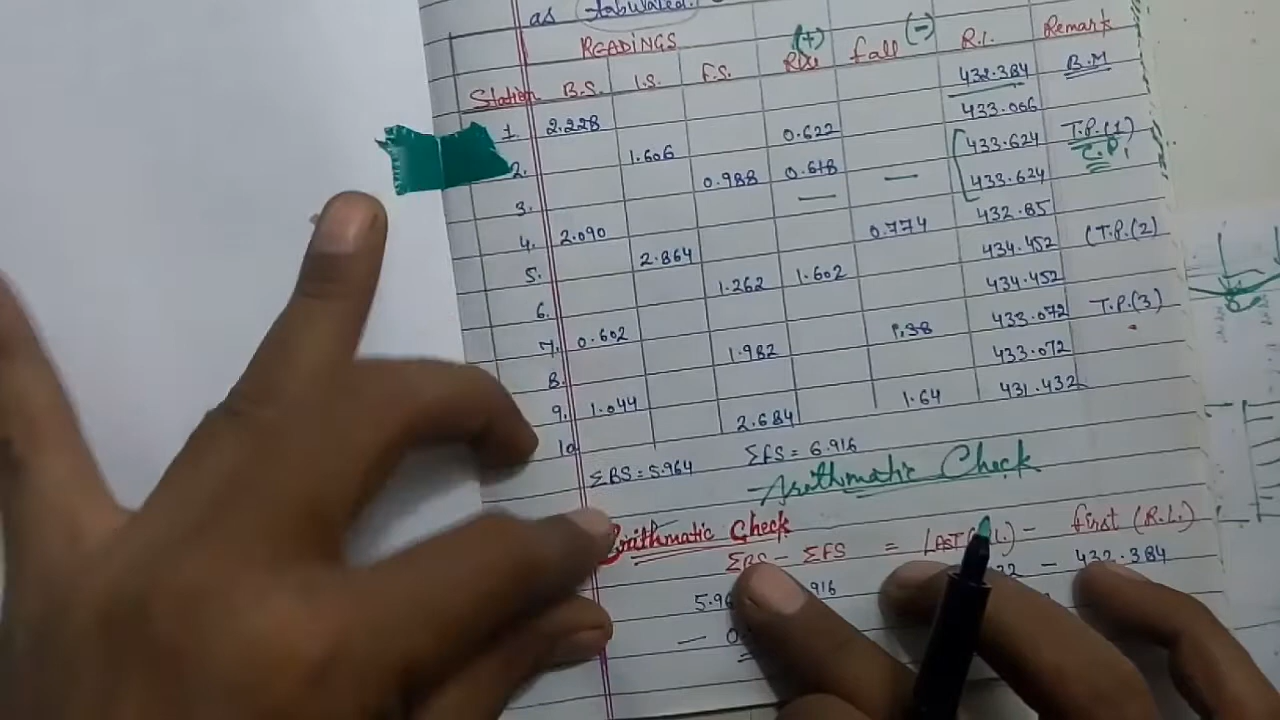 as tabulated.
READINGS
Station B.S. I.S. F.S. (+) Rise fall (-) R.L. Remark
432.384 B.M
1. 2.228 433.006
2. 1.606 0.622 433.624 T.P.(1)
C.P.
3. 0.988 0.618 — 433.624
4. 2.090 — 432.85
5. 2.864 0.774 434.452 (T.P.(2)
6. 1.262 1.602 434.452
7. 0.602 1.38 433.072 T.P.(3)
8. 1.982 433.072
9. 1.044 1.64 431.432
10 2.684
ΣBS = 5.964 ΣFS = 6.916
Arithmatic Check
Arithmatic Check
ΣBS - ΣFS = LAST - first (R.L.)
- 432.384
— 0.